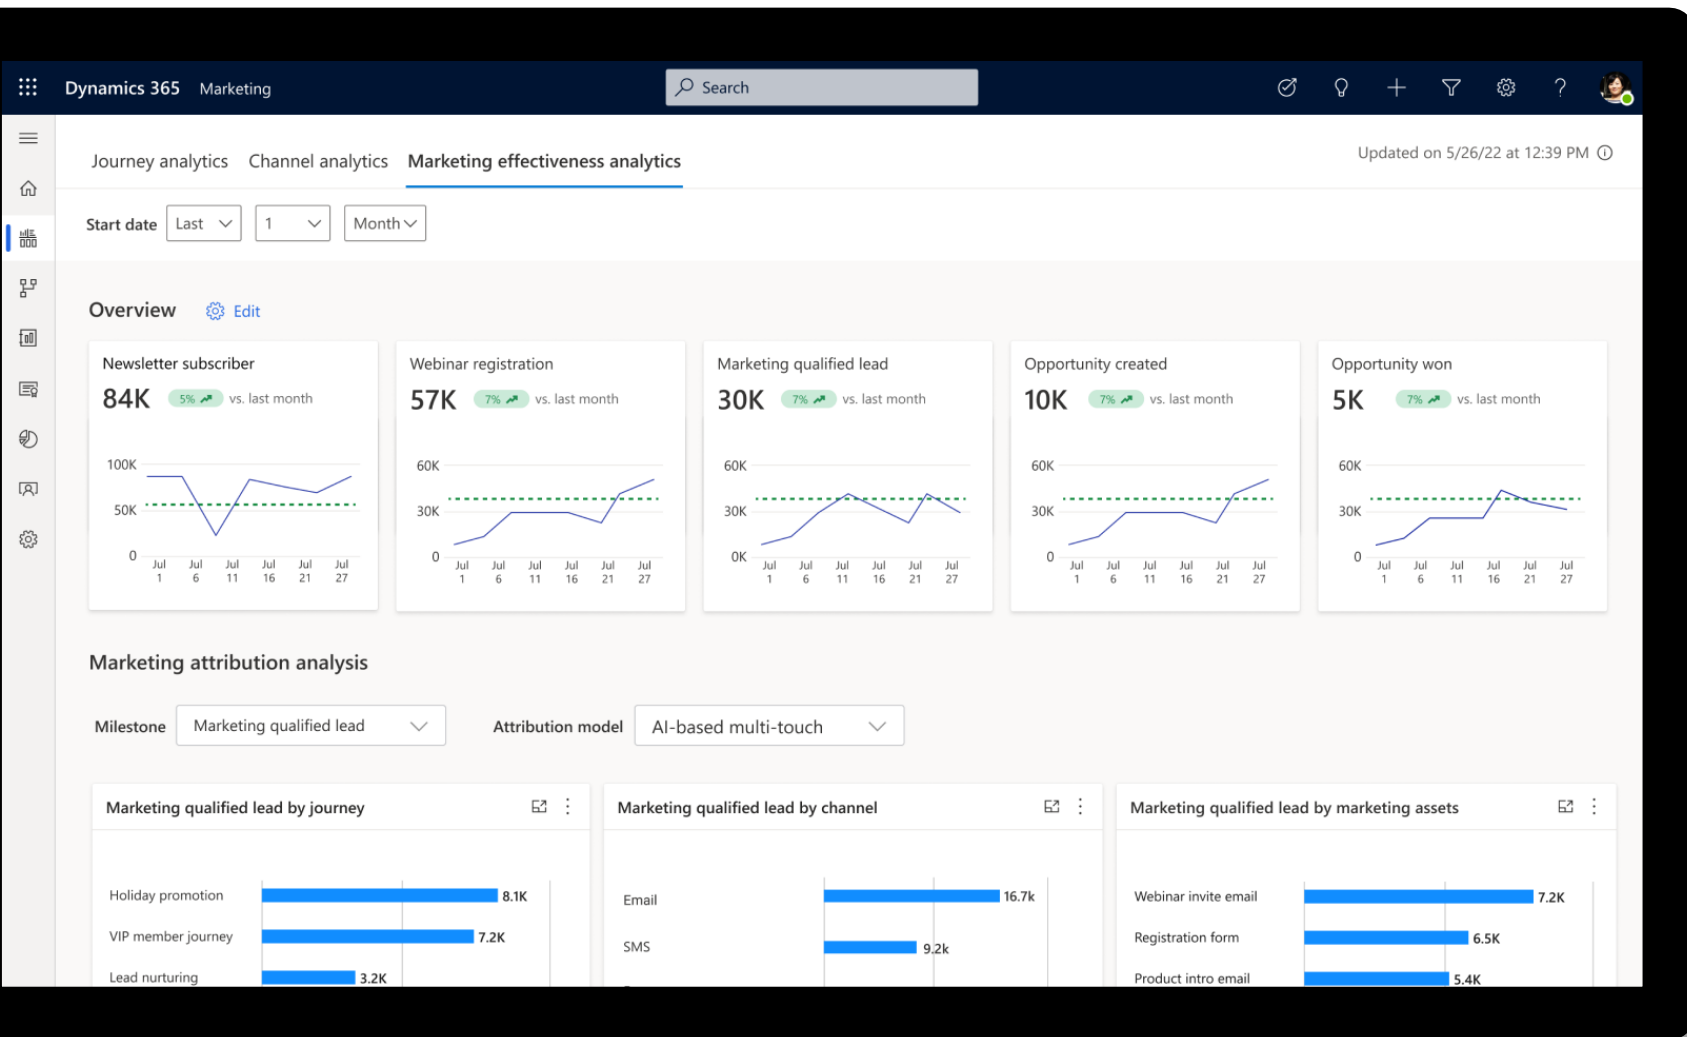 Dynamics 365 Marketing Search
Journey analytics Channel analytics Marketing effectiveness analytics Updated on 5/26/22 at 12:39 PM
Start date Last 1 Month
Overview Edit
Newsletter subscriber
84K 5% vs. last month
100K
50K
0
Jul 1 Jul 6 Jul 11 Jul 16 Jul 21 Jul 27
Webinar registration
57K 7% vs. last month
60K
30K
0
Jul 1 Jul 6 Jul 11 Jul 16 Jul 21 Jul 27
Marketing qualified lead
30K 7% vs. last month
60K
30K
0K
Jul 1 Jul 6 Jul 11 Jul 16 Jul 21 Jul 27
Opportunity created
10K 7% vs. last month
60K
30K
0
Jul 1 Jul 6 Jul 11 Jul 16 Jul 21 Jul 27
Opportunity won
5K 7% vs. last month
60K
30K
0
Jul 1 Jul 6 Jul 11 Jul 16 Jul 21 Jul 27
Marketing attribution analysis
Milestone Marketing qualified lead Attribution model AI-based multi-touch
Marketing qualified lead by journey
Holiday promotion 8.1K
VIP member journey 7.2K
Lead nurturing 3.2K
Marketing qualified lead by channel
Email 16.7k
SMS 9.2k
Marketing qualified lead by marketing assets
Webinar invite email 7.2K
Registration form 6.5K
Product intro email 5.4K